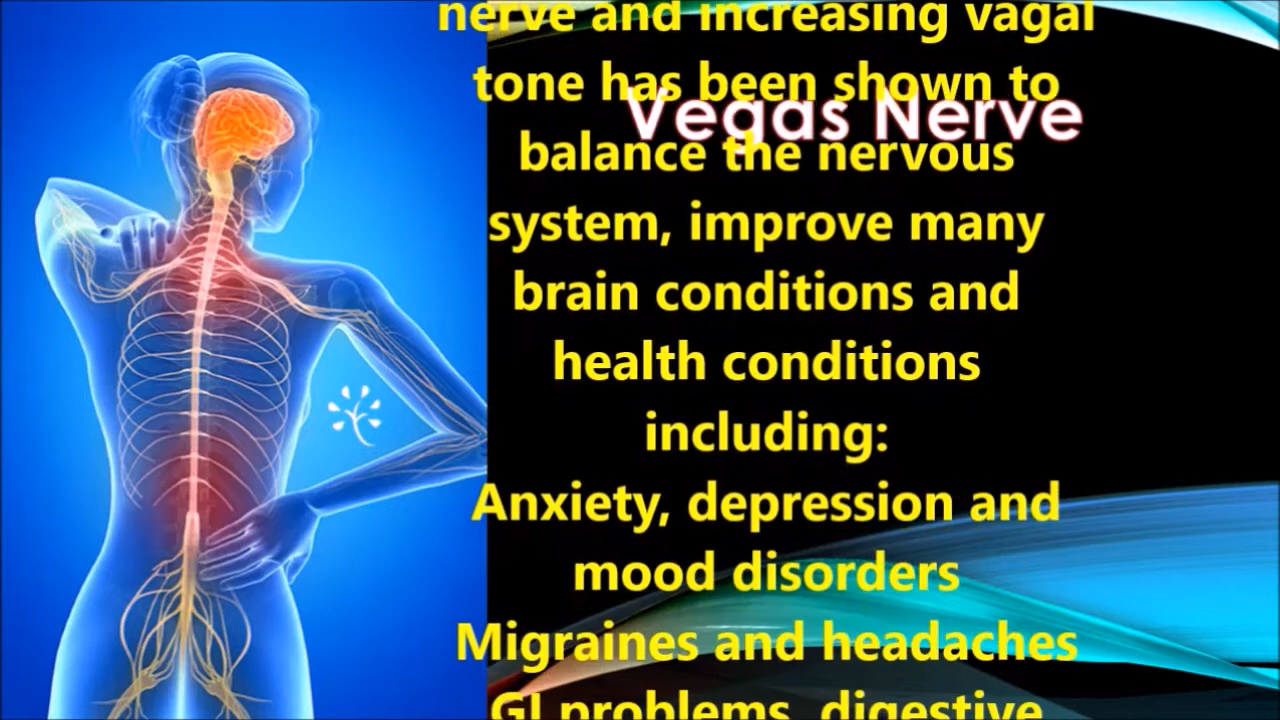 nerve and increasing vagal
tone has been shown to
Vegas Nerve
balance the nervous
system, improve many
brain conditions and
health conditions
including:
Anxiety, depression and
mood disorders
Migraines and headaches
GI problems, digestive